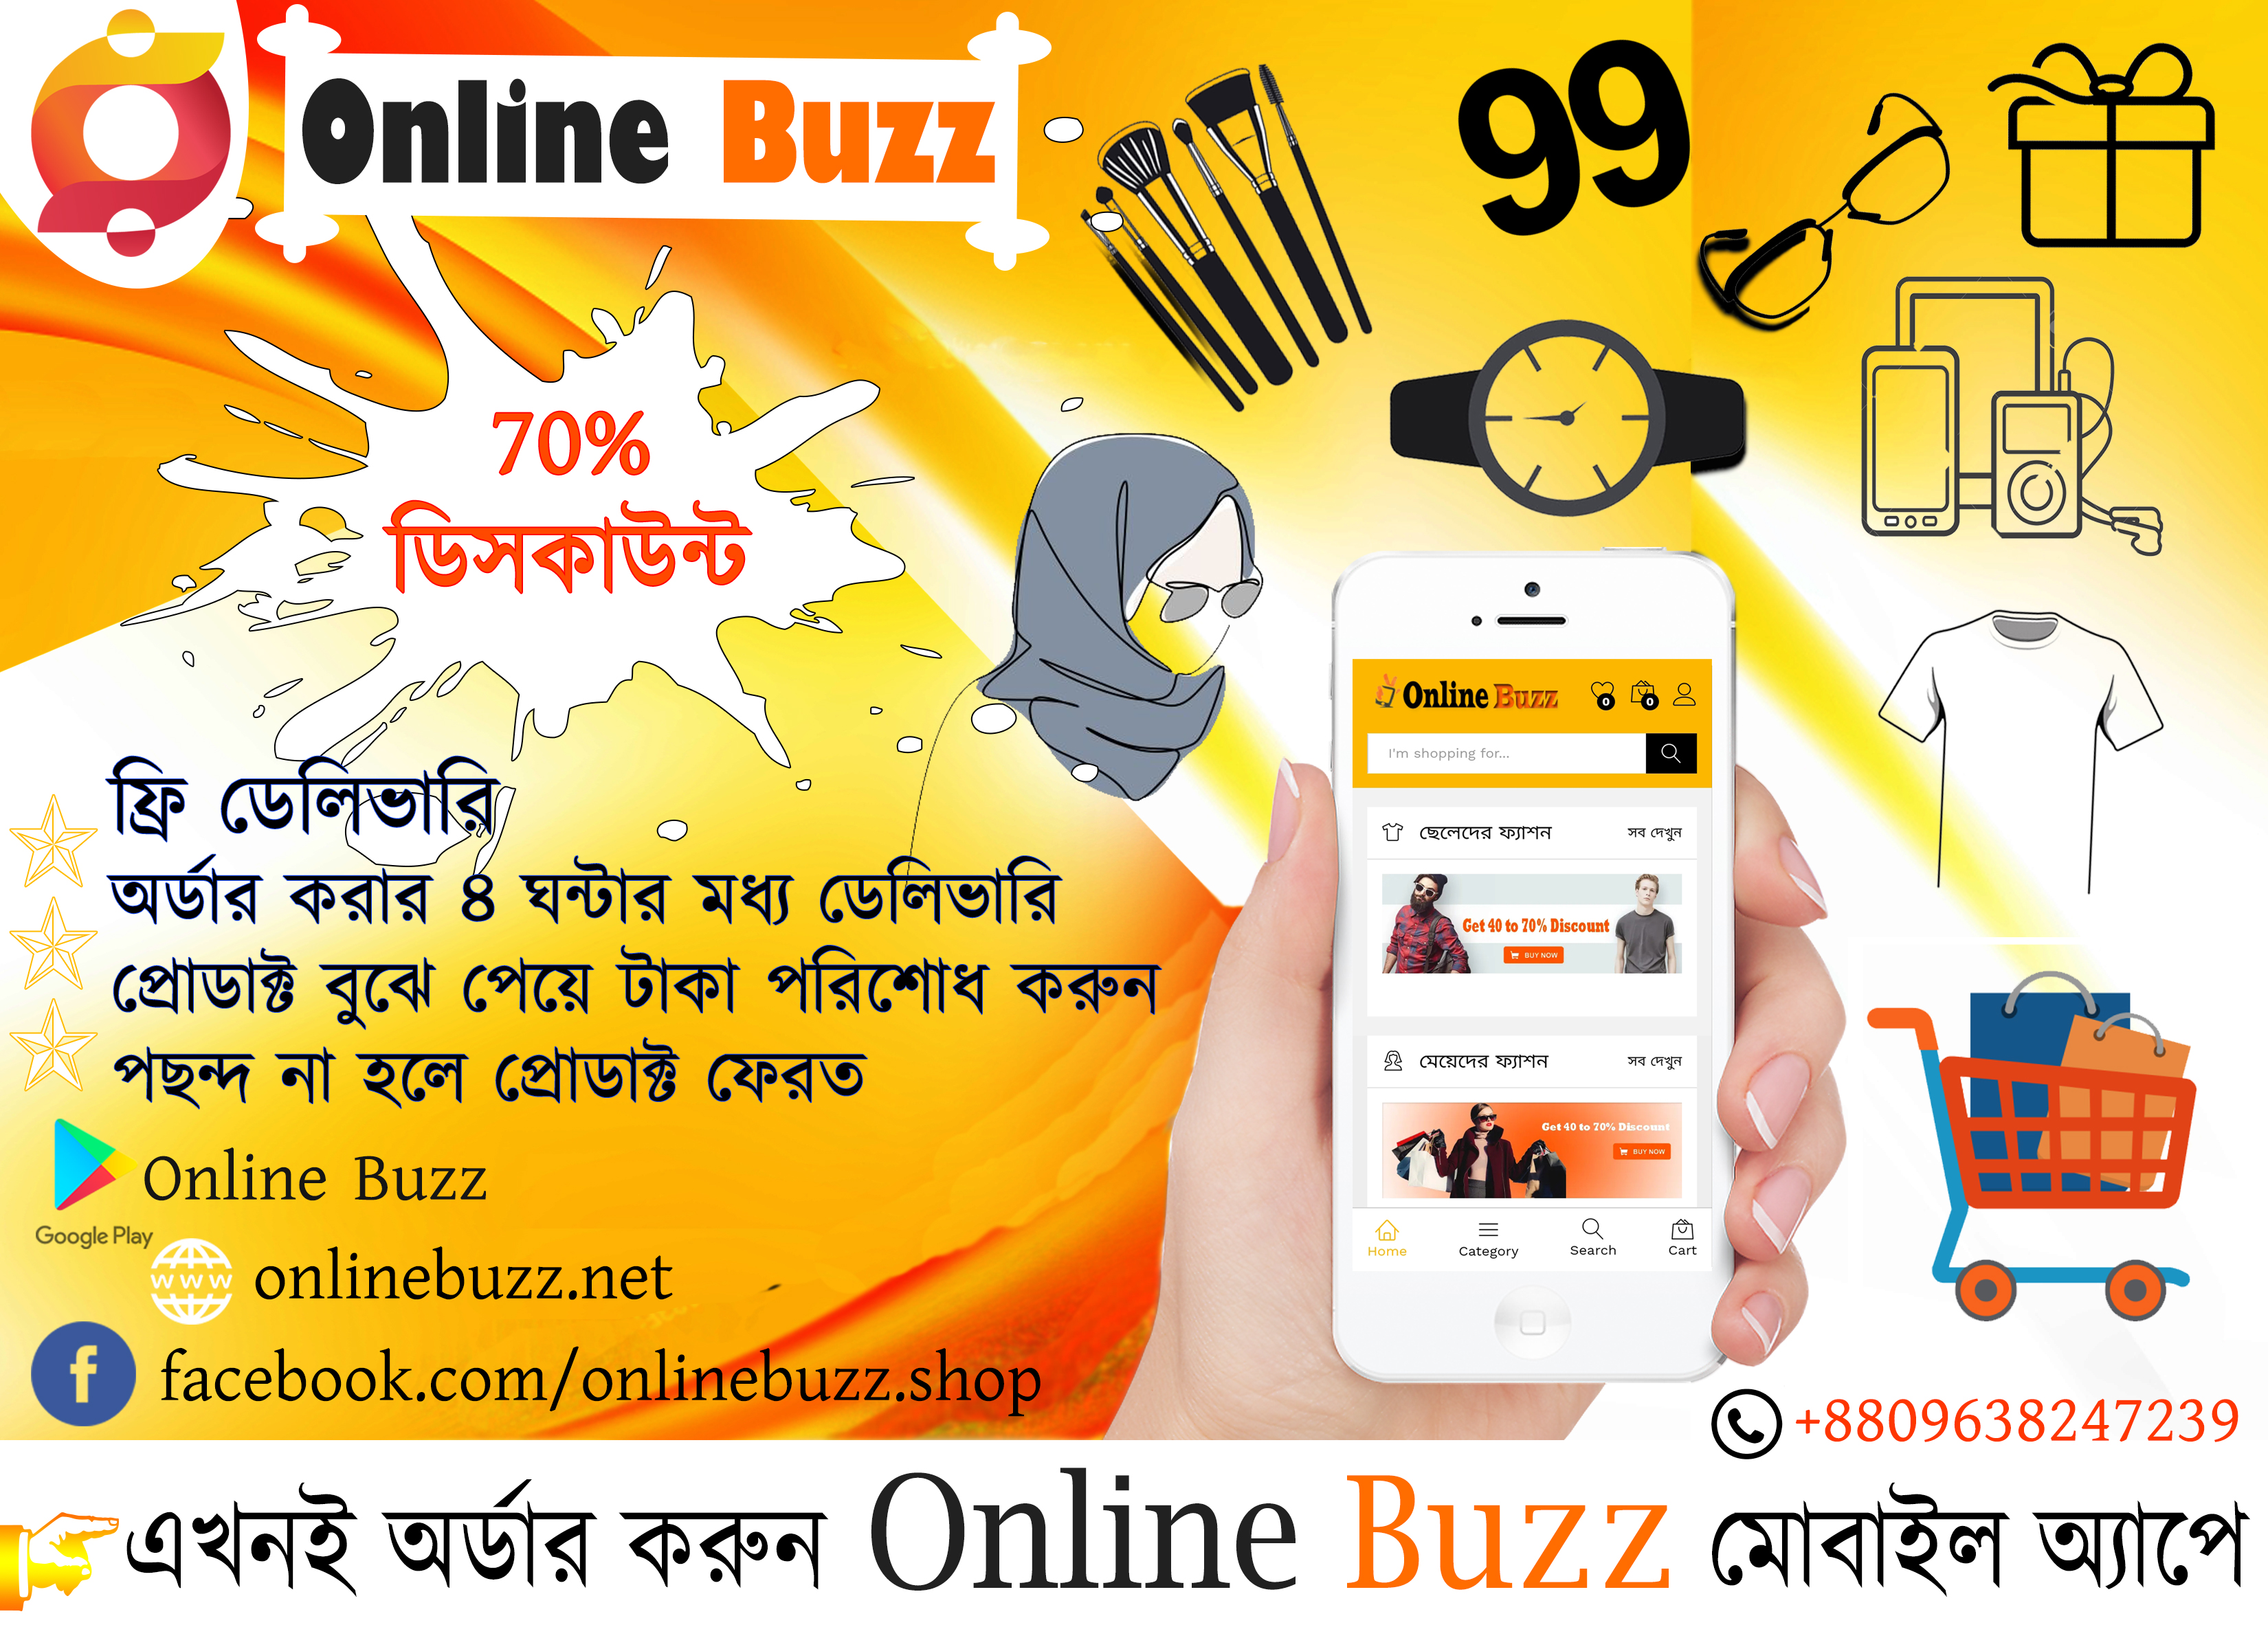 Online Buzz
99
70%
ডিসকাউন্ট
ফ্রি ডেলিভারি
অর্ডার করার ৪ ঘন্টার মধ্য ডেলিভারি
প্রোডাক্ট বুঝে পেয়ে টাকা পরিশোধ করুন
পছন্দ না হলে প্রোডাক্ট ফেরত
Google Play
Online Buzz
www
onlinebuzz.net
f
facebook.com/onlinebuzz.shop
Online Buzz
0 0
I'm shopping for...
ছেলেদের ফ্যাশন সব দেখুন
Get 40 to 70% Discount
BUY NOW
মেয়েদের ফ্যাশন সব দেখুন
Get 40 to 70% Discount
BUY NOW
Home Category Search Cart
+8809638247239
এখনই অর্ডার করুন Online Buzz মোবাইল অ্যাপে